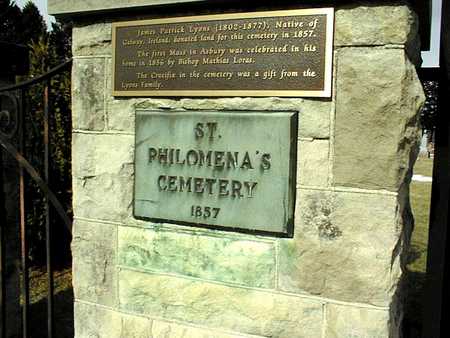 James Patrick Lyons (1802-1877), Native of
Galway, Ireland, donated land for this cemetery in 1857.
The first Mass in Asbury was celebrated in his
home in 1856 by Bishop Mathias Loras.
The Crucifix in the cemetery was a gift from the
Lyons Family.
ST.
PHILOMENA'S
CEMETERY
1857